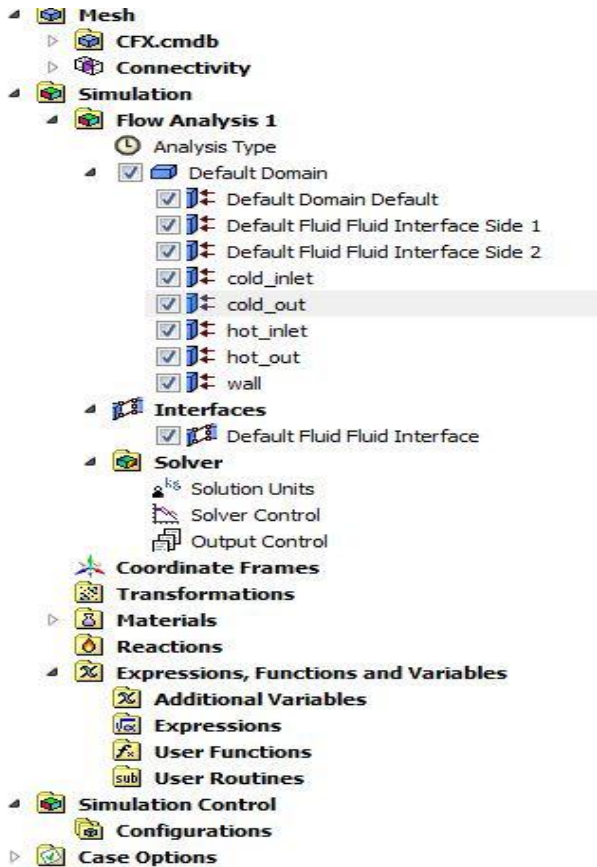 Mesh
CFX.cmdb
Connectivity
Simulation
Flow Analysis 1
Analysis Type
Default Domain
Default Domain Default
Default Fluid Fluid Interface Side 1
Default Fluid Fluid Interface Side 2
cold_inlet
cold_out
hot_inlet
hot_out
wall
Interfaces
Default Fluid Fluid Interface
Solver
Solution Units
Solver Control
Output Control
Coordinate Frames
Transformations
Materials
Reactions
Expressions, Functions and Variables
Additional Variables
Expressions
User Functions
sub User Routines
Simulation Control
Configurations
Case Options